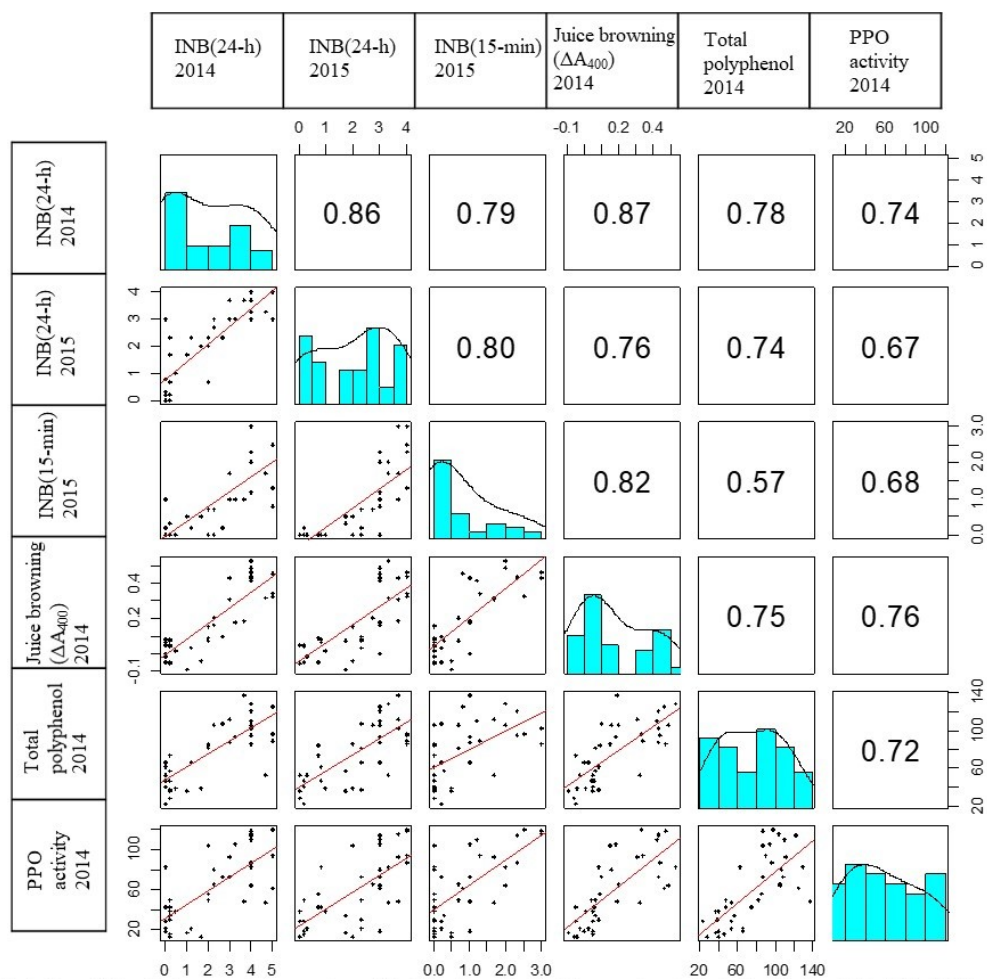 INB(24-h)
2014
INB(24-h)
2015
INB(15-min)
2015
Juice browning
(ΔA₄₀₀)
2014
Total
polyphenol
2014
PPO
activity
2014
0 1 2 3 4
-0.1 0.2 0.4
20 60 100
INB(24-h)
2014
0.86 0.79 0.87 0.78 0.74
0 1 2 3 4 5
INB(24-h)
2015
0 1 2 3 4
0.80 0.76 0.74 0.67
INB(15-min)
2015
0.82 0.57 0.68
0.0 1.0 2.0 3.0
Juice browning
(ΔA₄₀₀)
2014
-0.1 0.2 0.4
0.75 0.76
Total
polyphenol
2014
0.72
20 60 100 140
PPO
activity
2014
20 60 100
0 1 2 3 4 5
0.0 1.0 2.0 3.0
20 60 100 140